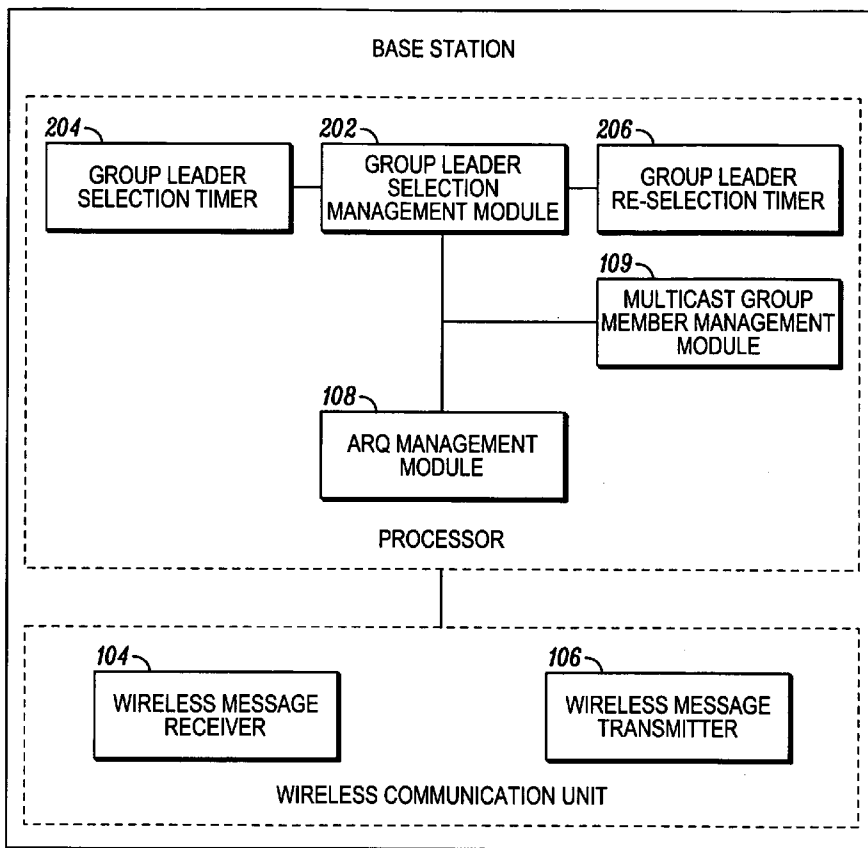 BASE STATION
204
GROUP LEADER
SELECTION TIMER
202
GROUP LEADER
SELECTION
MANAGEMENT MODULE
206
GROUP LEADER
RE-SELECTION TIMER
109
MULTICAST GROUP
MEMBER MANAGEMENT
MODULE
108
ARQ MANAGEMENT
MODULE
PROCESSOR
104
WIRELESS MESSAGE
RECEIVER
106
WIRELESS MESSAGE
TRANSMITTER
WIRELESS COMMUNICATION UNIT